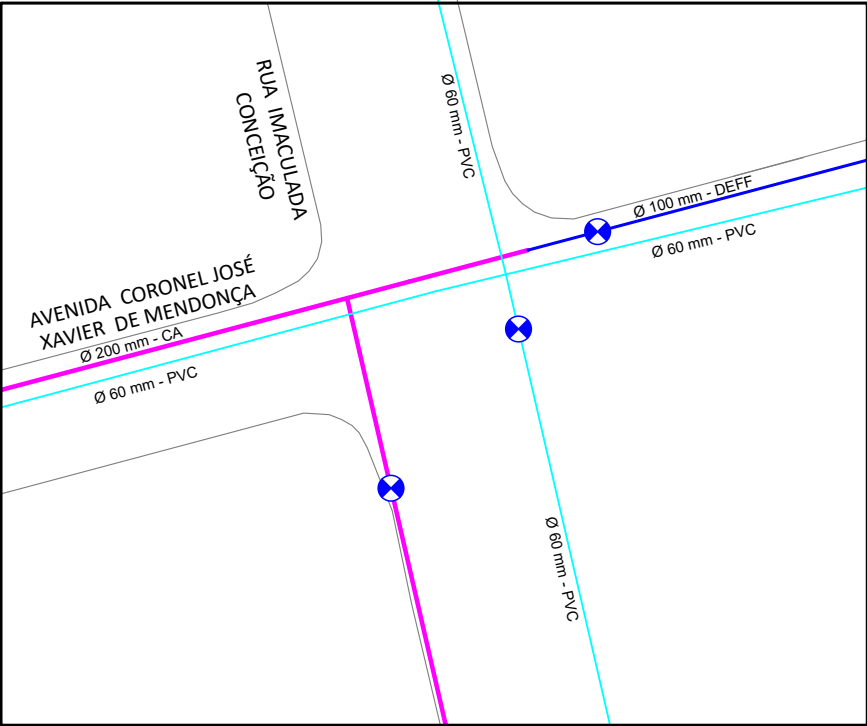 RUA IMACULADA
CONCEIÇÃO
Ø 60 mm - PVC
Ø 100 mm - DEFF
Ø 60 mm - PVC
AVENIDA CORONEL JOSÉ
XAVIER DE MENDONÇA
Ø 200 mm - CA
Ø 60 mm - PVC
Ø 60 mm - PVC